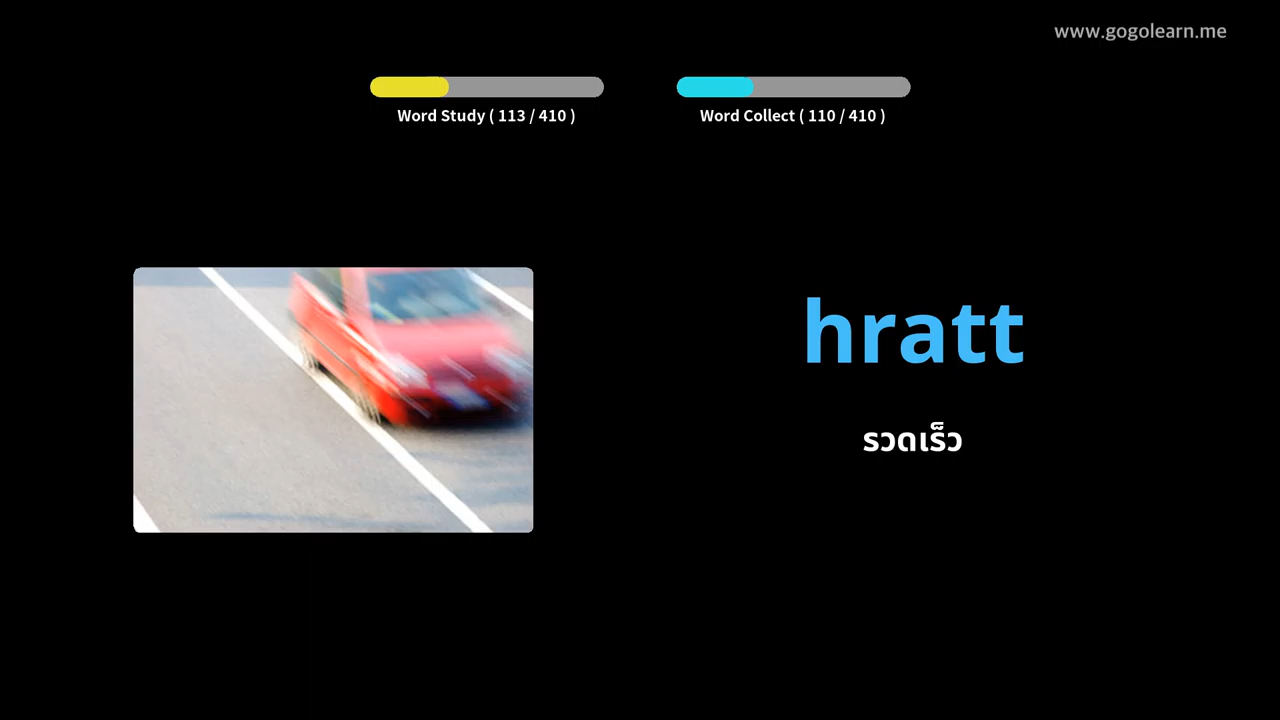 www.gogolearn.me
Word Study ( 113 / 410 )
Word Collect ( 110 / 410 )
hratt
รวดเร็ว